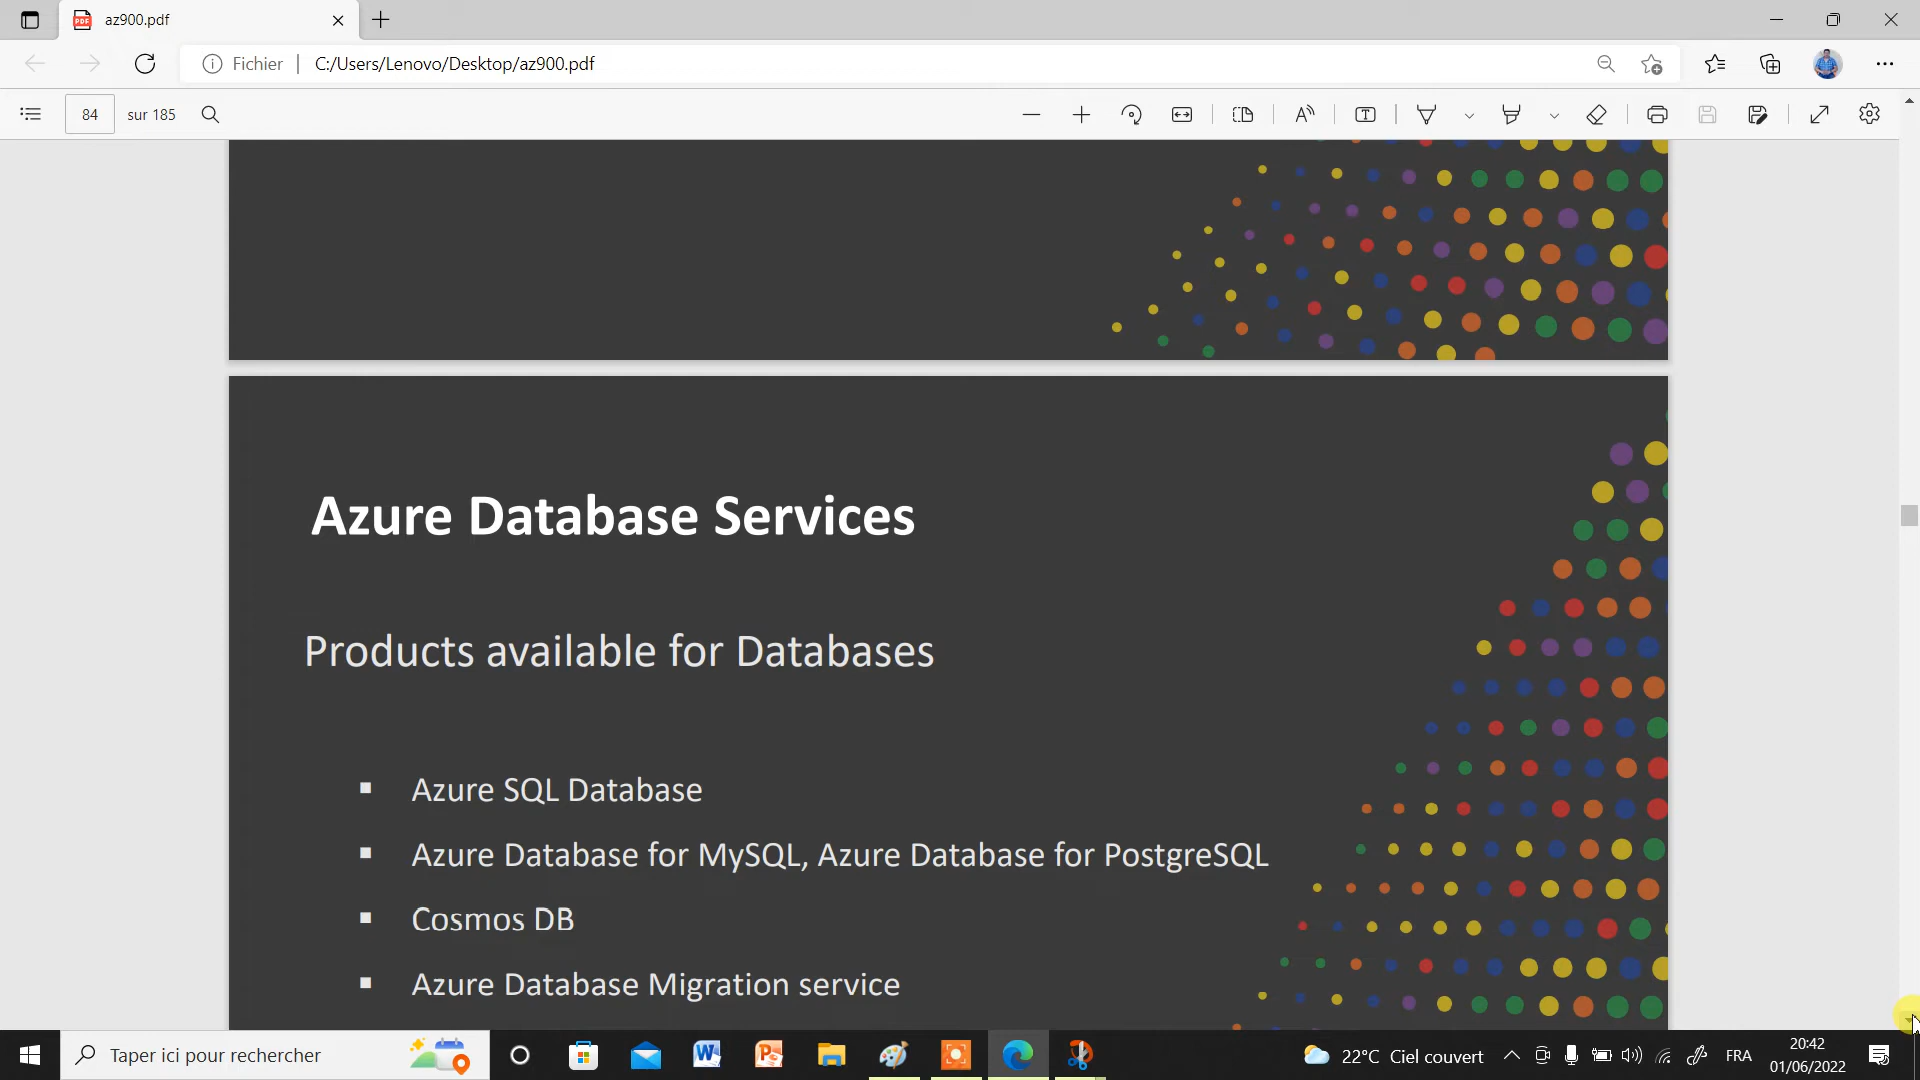 az900.pdf
Fichier
C:/Users/Lenovo/Desktop/az900.pdf
84
sur 185
Azure Database Services
Products available for Databases
▪ Azure SQL Database
▪ Azure Database for MySQL, Azure Database for PostgreSQL
▪ Cosmos DB
▪ Azure Database Migration service
Taper ici pour rechercher
22°C Ciel couvert
FRA
20:42
01/06/2022